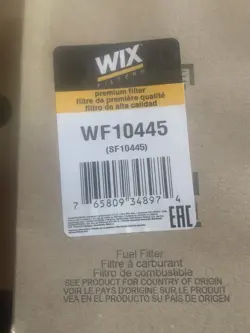 WIX
FILTERS
premium filter
filtre de première qualité
filtro de alta calidad
WF10445
(SF10445)
7 65809 34897 4
EAC
Fuel Filter
Filtre à carburant
Filtro de combustible
SEE PRODUCT FOR COUNTRY OF ORIGIN
VOIR LE PAYS D'ORIGINE SUR LE PRODUIT
VEA EN EL PRODUCTO SU PAIS DE ORIGEN